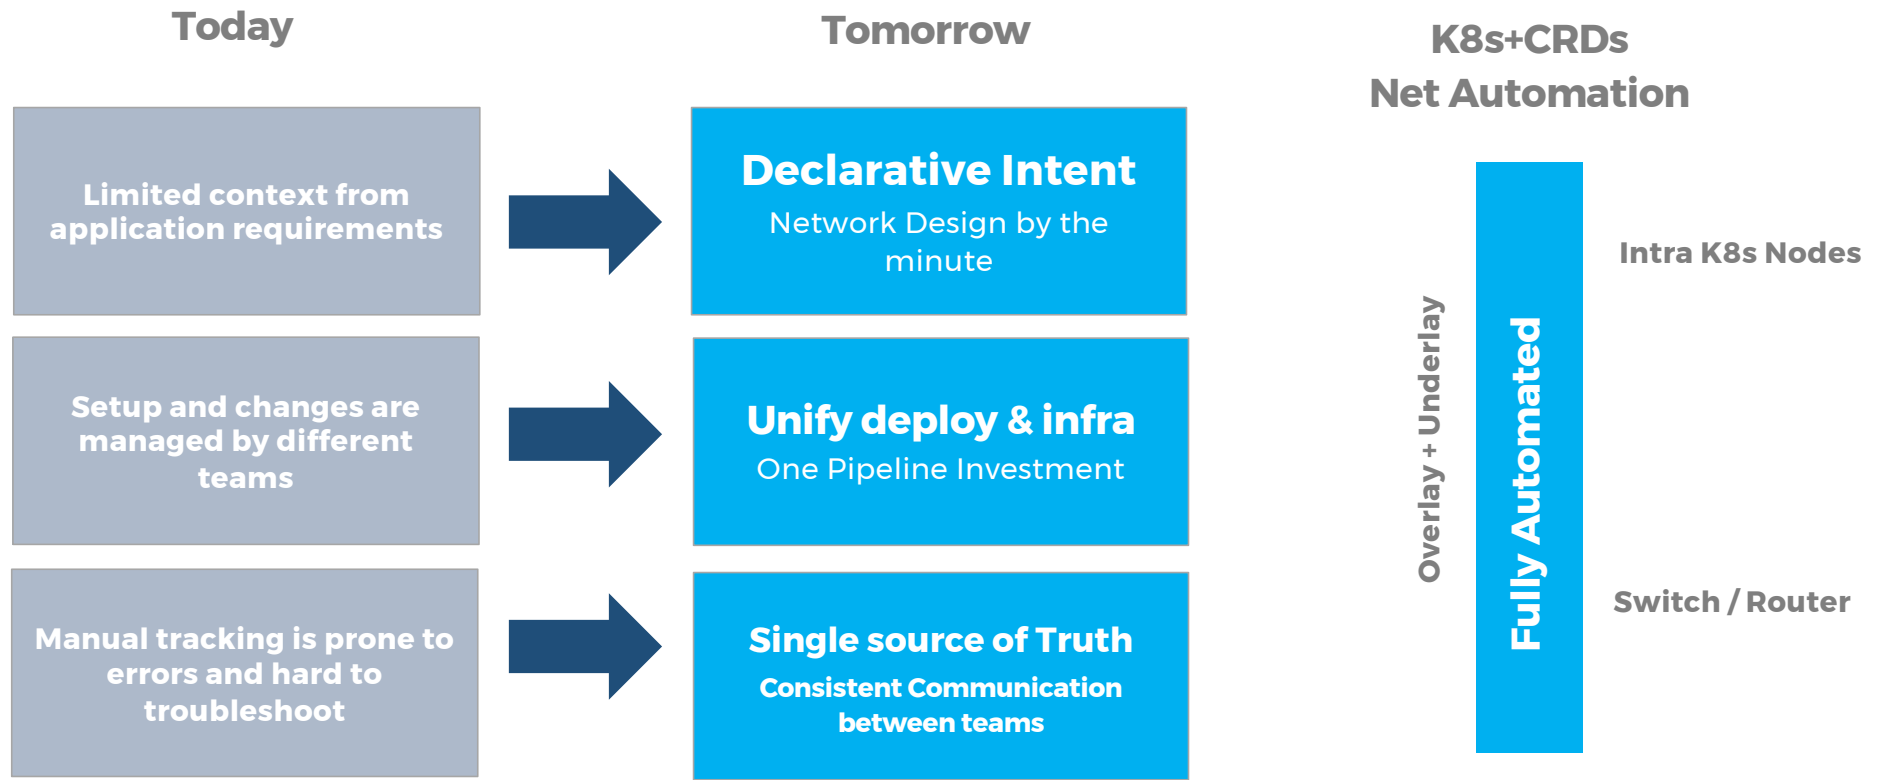 Today
Limited context from
application requirements
Setup and changes are
managed by different
teams
Manual tracking is prone to
errors and hard to
troubleshoot
Tomorrow
Declarative Intent
Network Design by the
minute
Unify deploy & infra
One Pipeline Investment
Single source of Truth
Consistent Communication
between teams
K8s+CRDs
Net Automation
Overlay + Underlay
Fully Automated
Intra K8s Nodes
Switch / Router